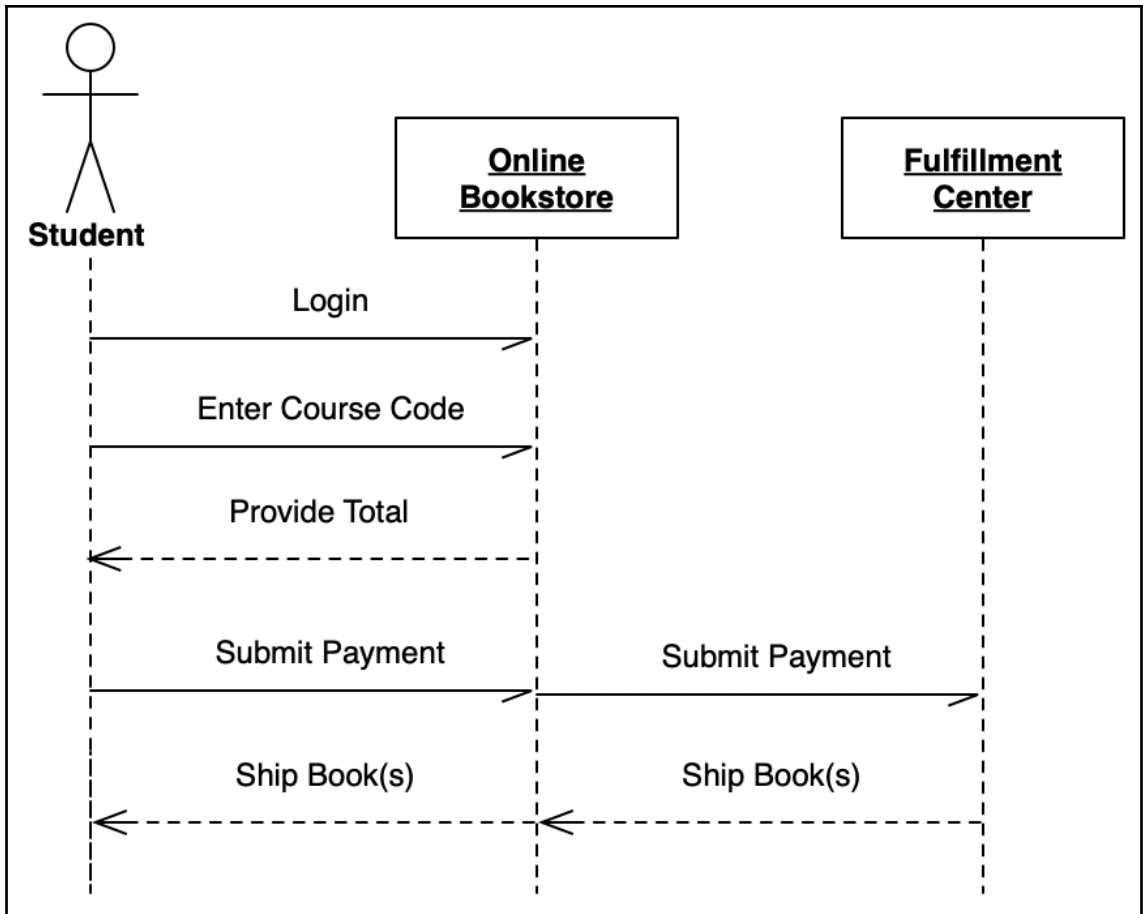 Online
Bookstore
Fulfillment
Center
Student
Login
Enter Course Code
Provide Total
Submit Payment
Submit Payment
Ship Book(s)
Ship Book(s)